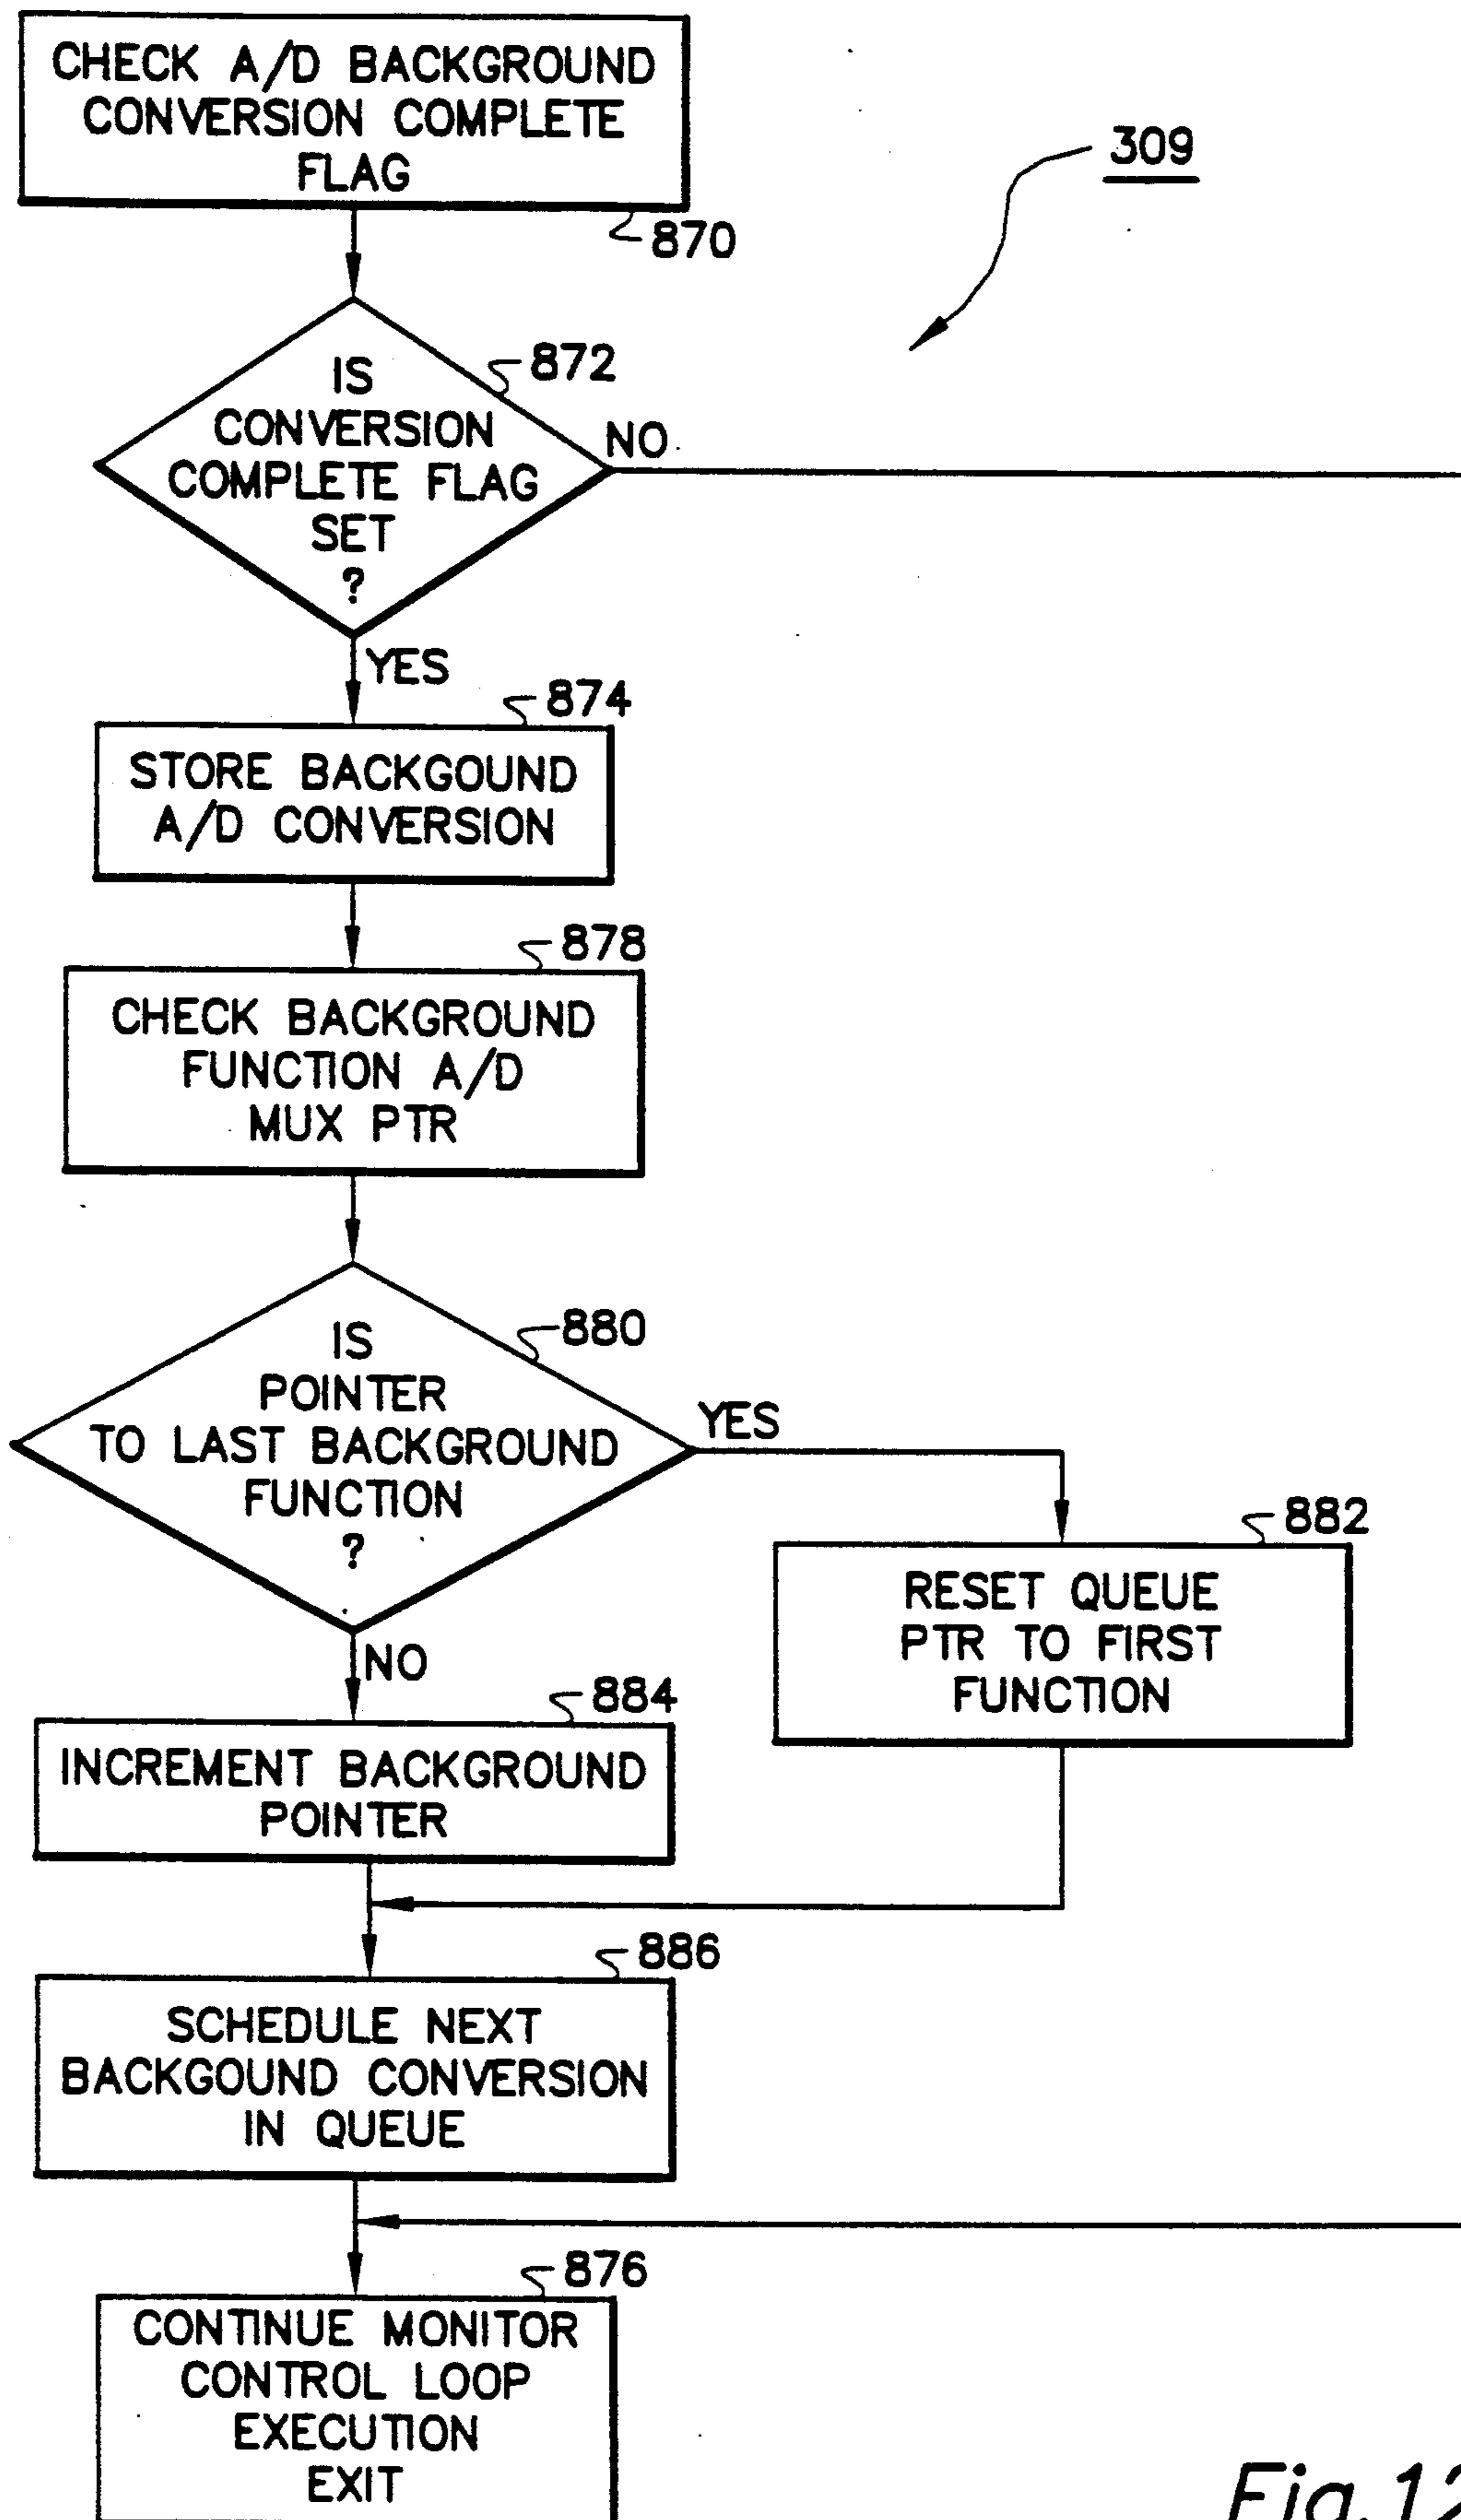 CHECK A/D BACKGROUND
CONVERSION COMPLETE
FLAG
309
870
872
IS
CONVERSION
COMPLETE FLAG
SET
?
NO
YES
874
STORE BACKGOUND
A/D CONVERSION
878
CHECK BACKGROUND
FUNCTION A/D
MUX PTR
880
IS
POINTER
TO LAST BACKGROUND
FUNCTION
?
YES
882
RESET QUEUE
PTR TO FIRST
FUNCTION
NO
884
INCREMENT BACKGROUND
POINTER
886
SCHEDULE NEXT
BACKGOUND CONVERSION
IN QUEUE
876
CONTINUE MONITOR
CONTROL LOOP
EXECUTION
EXIT
Fig.12